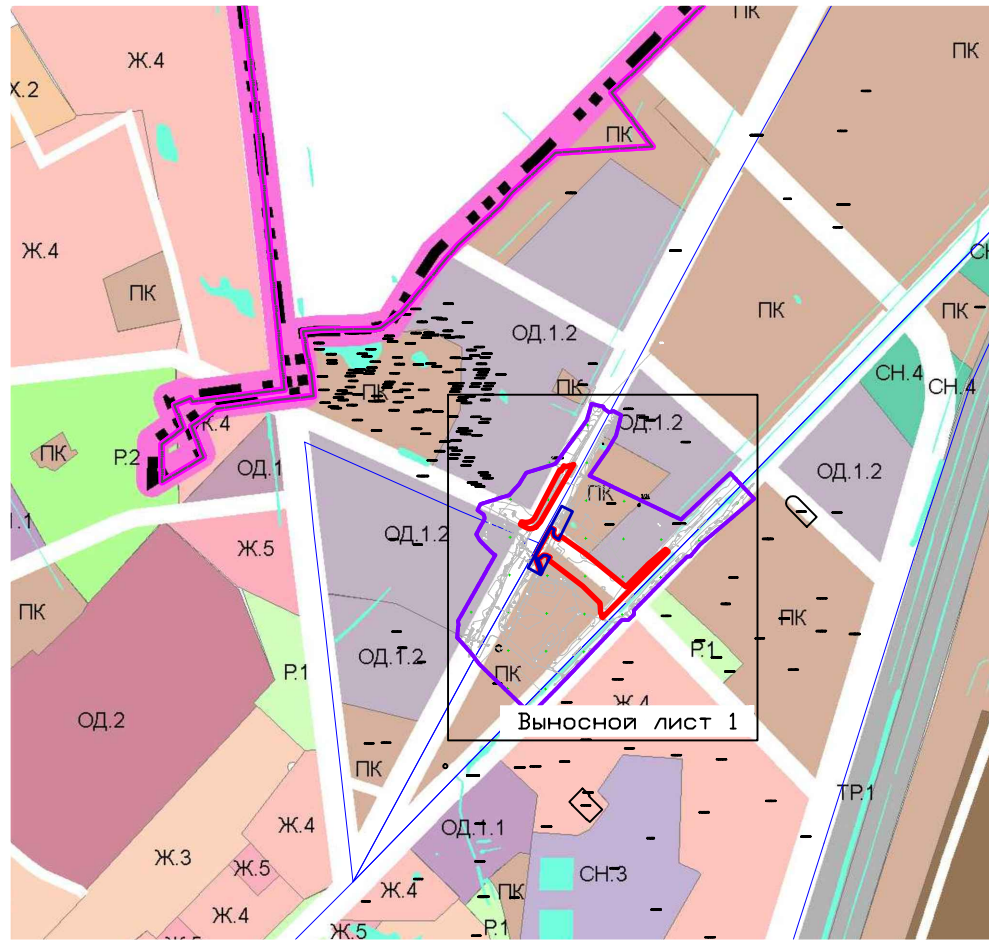 ПК
Ж.4
ПК
Х.2
ПК
Ж.4
ПК
ПК
ПК
ОД.1.2
СН.4
СН.4
ПК
ПК
Ж.4
ОД.1.2
ПК
Р.2
ОД.1
ОД.1.2
ПК
ОД.1.2
Ж.5
ПК
ПК
Р.1
ОД.1.2
Р.1
ПК
Ж.4
ОД.2
Выносной лист 1
ПК
ТР.1
Ж.4
ОД.1.1
Ж.3
Ж.5
СН.3
Ж.4
ПК
Ж.4
Р.1
Ж.5
Ж.5